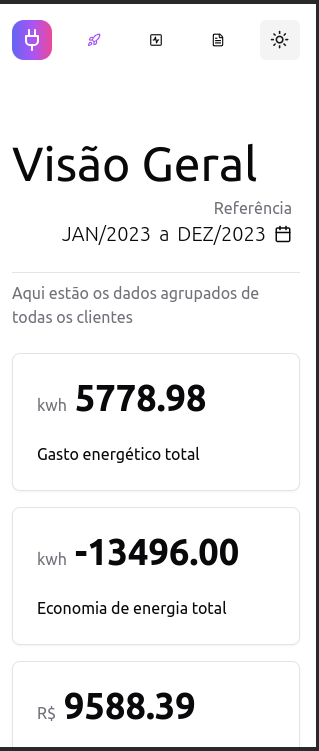 Visão Geral
Referência
JAN/2023 a DEZ/2023
Aqui estão os dados agrupados de
todas os clientes
kwh 5778.98
Gasto energético total
kwh -13496.00
Economia de energia total
R$ 9588.39